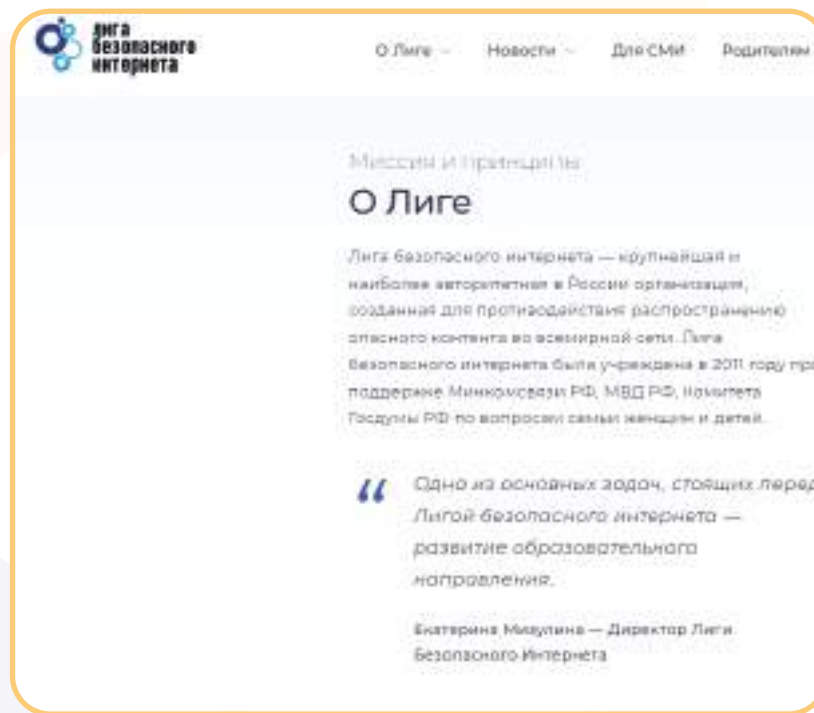 лига
безопасного
интернета
О Лиге
Новости
Для СМИ
Родителям
Миссия и принципы
О Лиге
Лига безопасного интернета — крупнейшая и
наиболее авторитетная в России организация,
созданная для противодействия распространению
опасного контента во всемирной сети. Лига
безопасного интернета была учреждена в 2011 году при
поддержке Минкомсвязи РФ, МВД РФ, Комитета
Госдумы РФ по вопросам семьи женщин и детей.
“ Одна из основных задач, стоящих перед
Лигой безопасного интернета —
развитие образовательного
направления.
Екатерина Мизулина — Директор Лиги
Безопасного Интернета